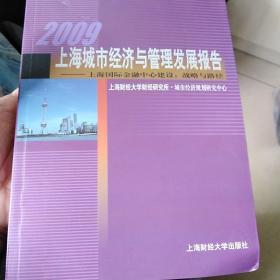 2009
上海城市经济与管理发展报告
——上海国际金融中心建设：战略与路径
上海财经大学财经研究所·城市经济规划研究中心
上海财经大学出版社